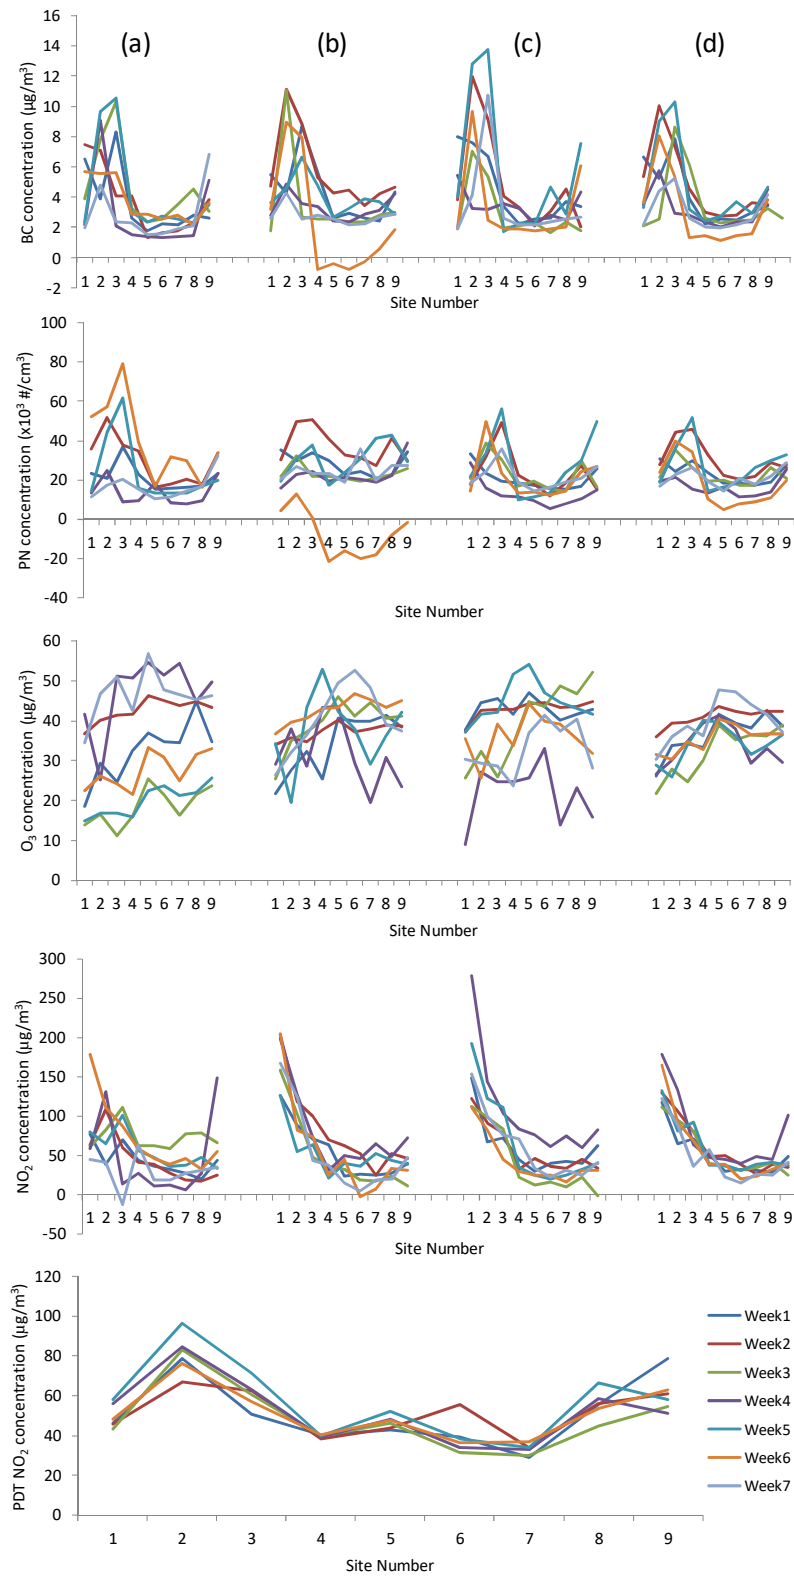 BC concentration (µg/m³)
16
14
12
10
8
6
4
2
0
-2
(a) (b) (c) (d)
1 2 3 4 5 6 7 8 9 1 2 3 4 5 6 7 8 9 1 2 3 4 5 6 7 8 9 1 2 3 4 5 6 7 8 9
Site Number
PN concentration (x10³ #/cm³)
100
80
60
40
20
0
-20
-40
1 2 3 4 5 6 7 8 9 1 2 3 4 5 6 7 8 9 1 2 3 4 5 6 7 8 9 1 2 3 4 5 6 7 8 9
Site Number
O₃ concentration (µg/m³)
60
50
40
30
20
10
0
1 2 3 4 5 6 7 8 9 1 2 3 4 5 6 7 8 9 1 2 3 4 5 6 7 8 9 1 2 3 4 5 6 7 8 9
Site Number
NO₂ concentration (µg/m³)
300
250
200
150
100
50
0
-50
1 2 3 4 5 6 7 8 9 1 2 3 4 5 6 7 8 9 1 2 3 4 5 6 7 8 9 1 2 3 4 5 6 7 8 9
Site Number
PDT NO₂ concentration (µg/m³)
120
100
80
60
40
20
0
1 2 3 4 5 6 7 8 9
Site Number
Week1
Week2
Week3
Week4
Week5
Week6
Week7